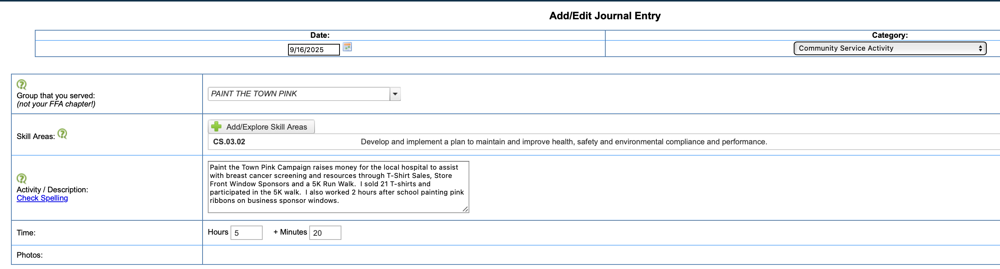 Add/Edit Journal Entry
Date:
Category:
9/16/2025
Community Service Activity
Group that you served:
(not your FFA chapter!)
PAINT THE TOWN PINK
Skill Areas:
Add/Explore Skill Areas
CS.03.02 Develop and implement a plan to maintain and improve health, safety and environmental compliance and performance.
Activity / Description:
Check Spelling
Paint the Town Pink Campaign raises money for the local hospital to assist
with breast cancer screening and resources through T-Shirt Sales, Store
Front Window Sponsors and a 5K Run Walk.  I sold 21 T-shirts and
participated in the 5K walk.  I also worked 2 hours after school painting pink
ribbons on business sponsor windows.
Time:
Hours 5 + Minutes 20
Photos: